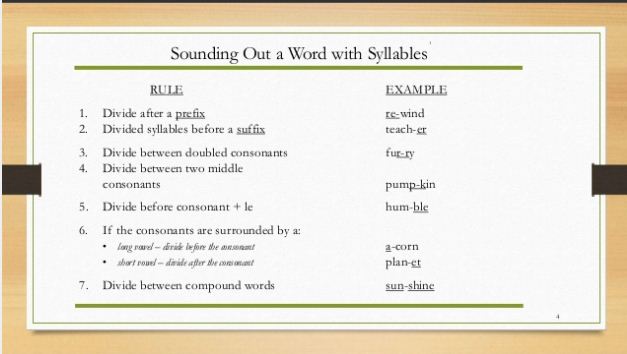 Sounding Out a Word with Syllables
RULE EXAMPLE
1. Divide after a prefix re-wind
2. Divided syllables before a suffix teach-er
3. Divide between doubled consonants fur-ry
4. Divide between two middle
consonants pump-kin
5. Divide before consonant + le hum-ble
6. If the consonants are surrounded by a:
• long vowel – divide before the consonant a-corn
• short vowel – divide after the consonant plan-et
7. Divide between compound words sun-shine
4